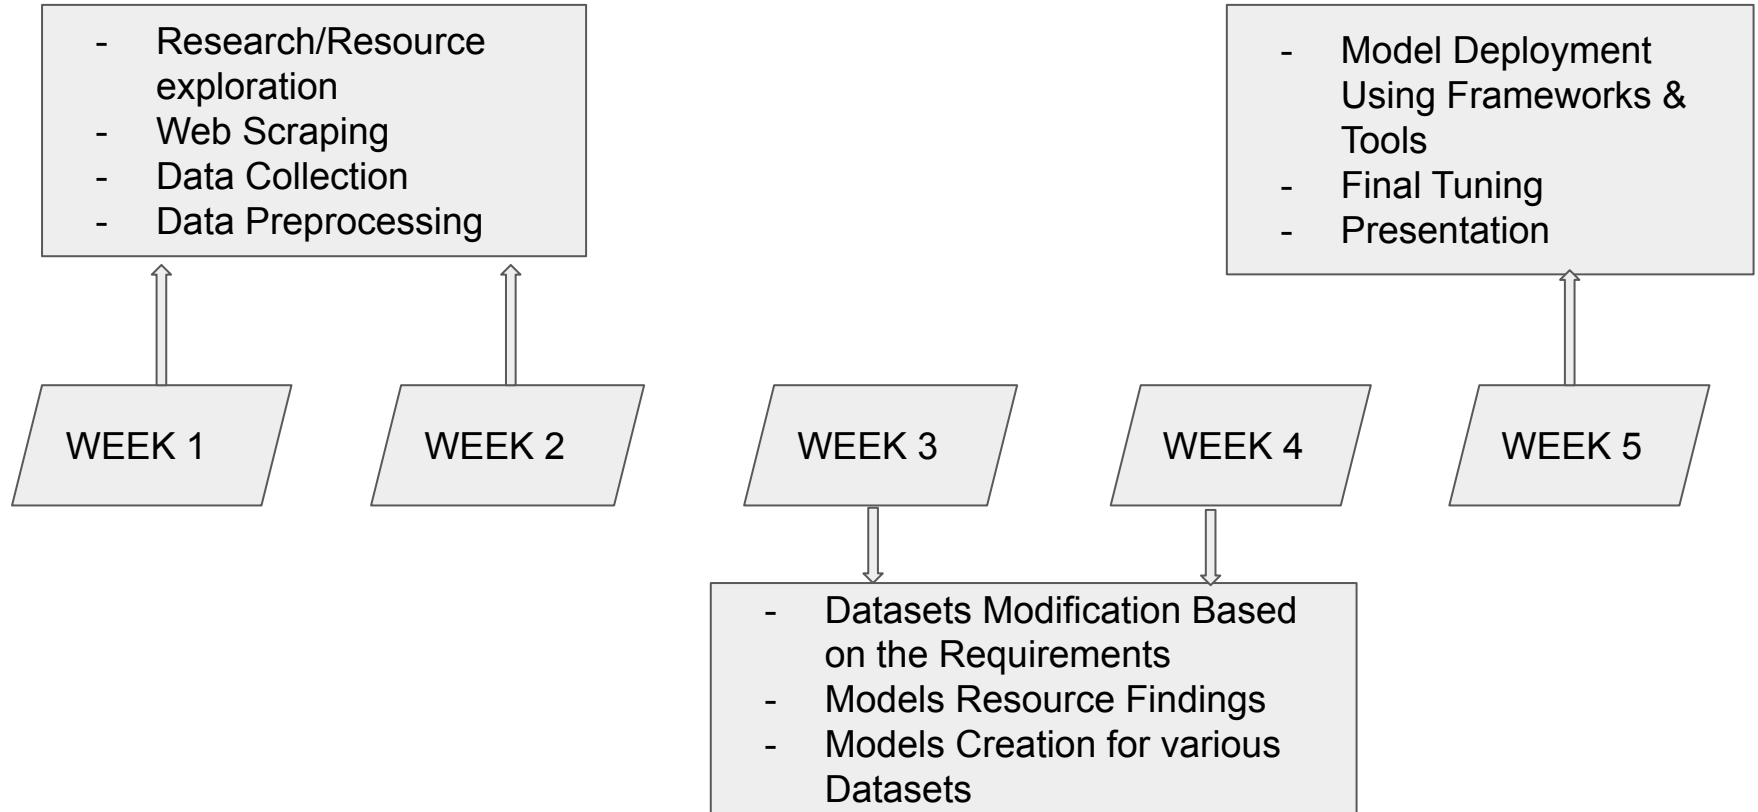 - Research/Resource
exploration
- Web Scraping
- Data Collection
- Data Preprocessing
- Model Deployment
Using Frameworks &
Tools
- Final Tuning
- Presentation
WEEK 1
WEEK 2
WEEK 3
WEEK 4
WEEK 5
- Datasets Modification Based
on the Requirements
- Models Resource Findings
- Models Creation for various
Datasets